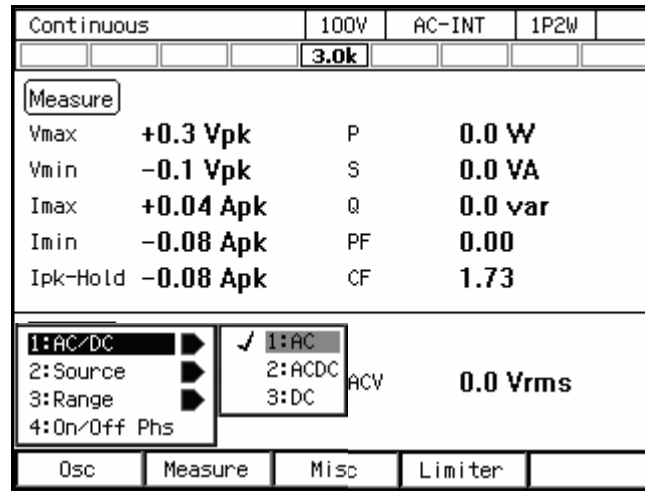 Continuous 100V AC-INT 1P2W
3.0k
Measure
Vmax +0.3 Vpk P 0.0 W
Vmin -0.1 Vpk S 0.0 VA
Imax +0.04 Apk Q 0.0 var
Imin -0.08 Apk PF 0.00
Ipk-Hold -0.08 Apk CF 1.73
1:AC/DC ✓ 1:AC
2:Source 2:ACDC ACV 0.0 Vrms
3:Range 3:DC
4:On/Off Phs
Osc Measure Misc Limiter